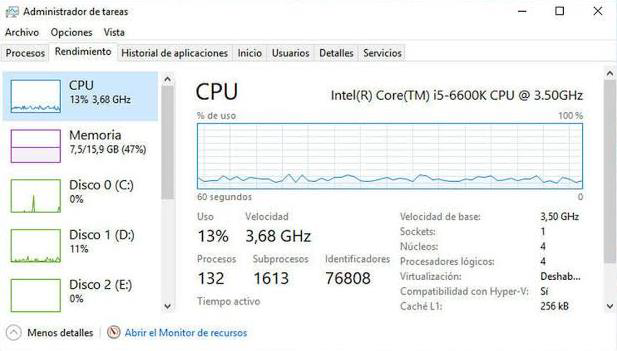 Administrador de tareas
Archivo Opciones Vista
Procesos Rendimiento Historial de aplicaciones Inicio Usuarios Detalles Servicios
CPU
13% 3,68 GHz
Memoria
7,5/15,9 GB (47%)
Disco 0 (C:)
0%
Disco 1 (D:)
11%
Disco 2 (E:)
0%
CPU Intel(R) Core(TM) i5-6600K CPU @ 3.50GHz
% de uso 100 %
60 segundos 0
Uso Velocidad
13% 3,68 GHz
Procesos Subprocesos Identificadores
132 1613 76808
Tiempo activo
Velocidad de base: 3,50 GHz
Sockets: 1
Núcleos: 4
Procesadores lógicos: 4
Virtualización: Deshab...
Compatibilidad con Hyper-V: Sí
Caché L1: 256 kB
Menos detalles Abrir el Monitor de recursos